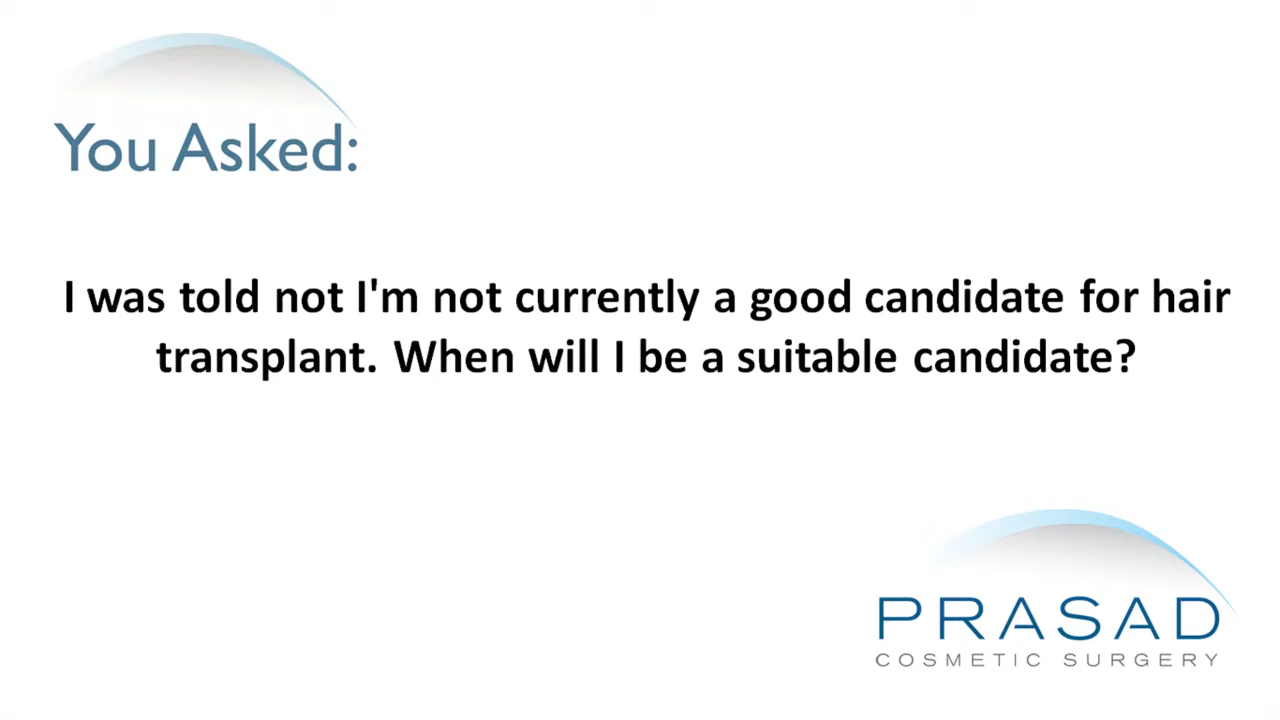 You Asked:
I was told not I'm not currently a good candidate for hair
transplant. When will I be a suitable candidate?
PRASAD
COSMETIC SURGERY